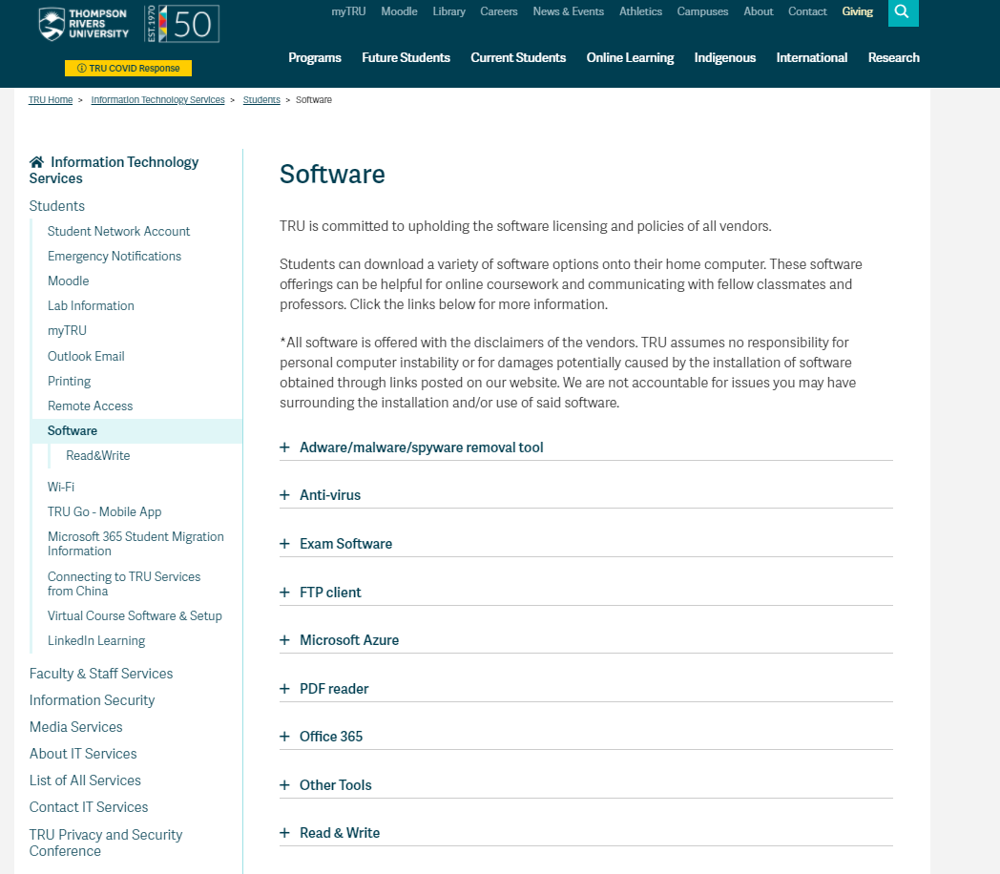 THOMPSON
RIVERS
UNIVERSITY
EST. 1970
50
TRU COVID Response
myTRU Moodle Library Careers News & Events Athletics Campuses About Contact Giving
Programs Future Students Current Students Online Learning Indigenous International Research
TRU Home > Information Technology Services > Students > Software
Information Technology
Services
Students
Student Network Account
Emergency Notifications
Moodle
Lab Information
myTRU
Outlook Email
Printing
Remote Access
Software
Read&Write
Wi-Fi
TRU Go - Mobile App
Microsoft 365 Student Migration
Information
Connecting to TRU Services
from China
Virtual Course Software & Setup
LinkedIn Learning
Faculty & Staff Services
Information Security
Media Services
About IT Services
List of All Services
Contact IT Services
TRU Privacy and Security
Conference
Software
TRU is committed to upholding the software licensing and policies of all vendors.
Students can download a variety of software options onto their home computer. These software
offerings can be helpful for online coursework and communicating with fellow classmates and
professors. Click the links below for more information.
*All software is offered with the disclaimers of the vendors. TRU assumes no responsibility for
personal computer instability or for damages potentially caused by the installation of software
obtained through links posted on our website. We are not accountable for issues you may have
surrounding the installation and/or use of said software.
+ Adware/malware/spyware removal tool
+ Anti-virus
+ Exam Software
+ FTP client
+ Microsoft Azure
+ PDF reader
+ Office 365
+ Other Tools
+ Read & Write